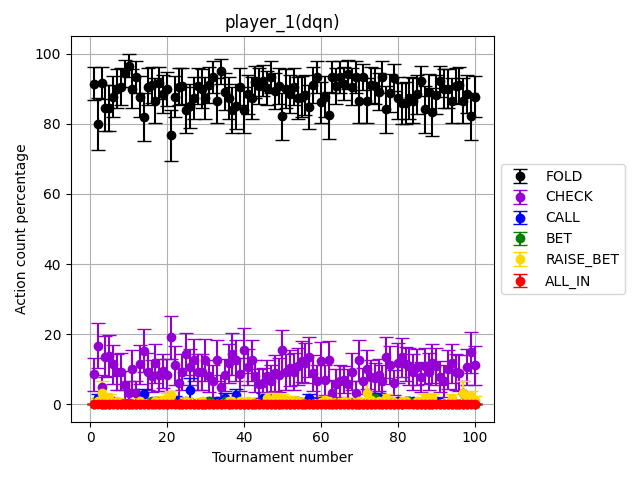 player_1(dqn)
Action count percentage
100
80
60
40
20
0
0
20
40
60
80
100
Tournament number
FOLD
CHECK
CALL
BET
RAISE_BET
ALL_IN